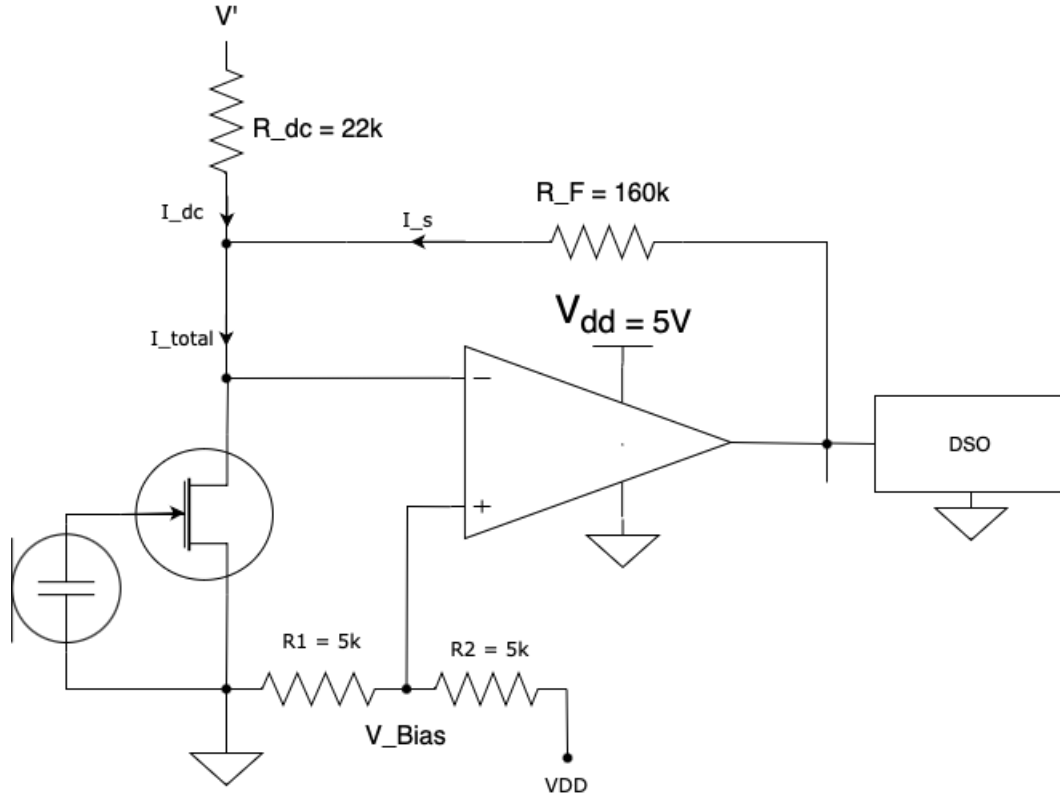 V'
R_dc = 22k
I_dc
I_s
R_F = 160k
V_dd = 5V
I_total
−
+
DSO
R1 = 5k
R2 = 5k
V_Bias
VDD